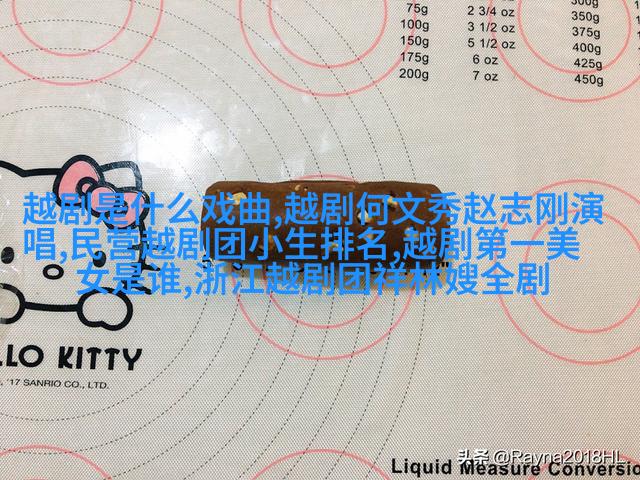 300g
75g 2 3/4 oz 350g
100g 3 1/2 oz 375g
150g 5 1/2 oz 400g
175g 6 oz 425g
200g 7 oz 450g
越剧是什么戏曲,越剧何文秀赵志刚演
唱,民营越剧团小生排名,越剧第一美
女是谁,浙江越剧团祥林嫂全剧
LLO KITTY
'17 SANRIO CO., LTD.
头条 @Rayna2018HL
Liquid Measure Conversio